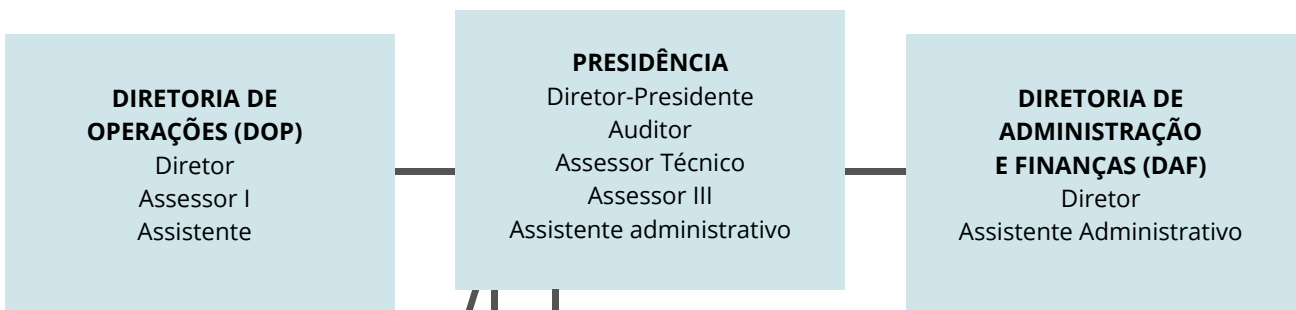 DIRETORIA DE
OPERAÇÕES (DOP)
Diretor
Assessor I
Assistente
PRESIDÊNCIA
Diretor-Presidente
Auditor
Assessor Técnico
Assessor III
Assistente administrativo
DIRETORIA DE
ADMINISTRAÇÃO
E FINANÇAS (DAF)
Diretor
Assistente Administrativo